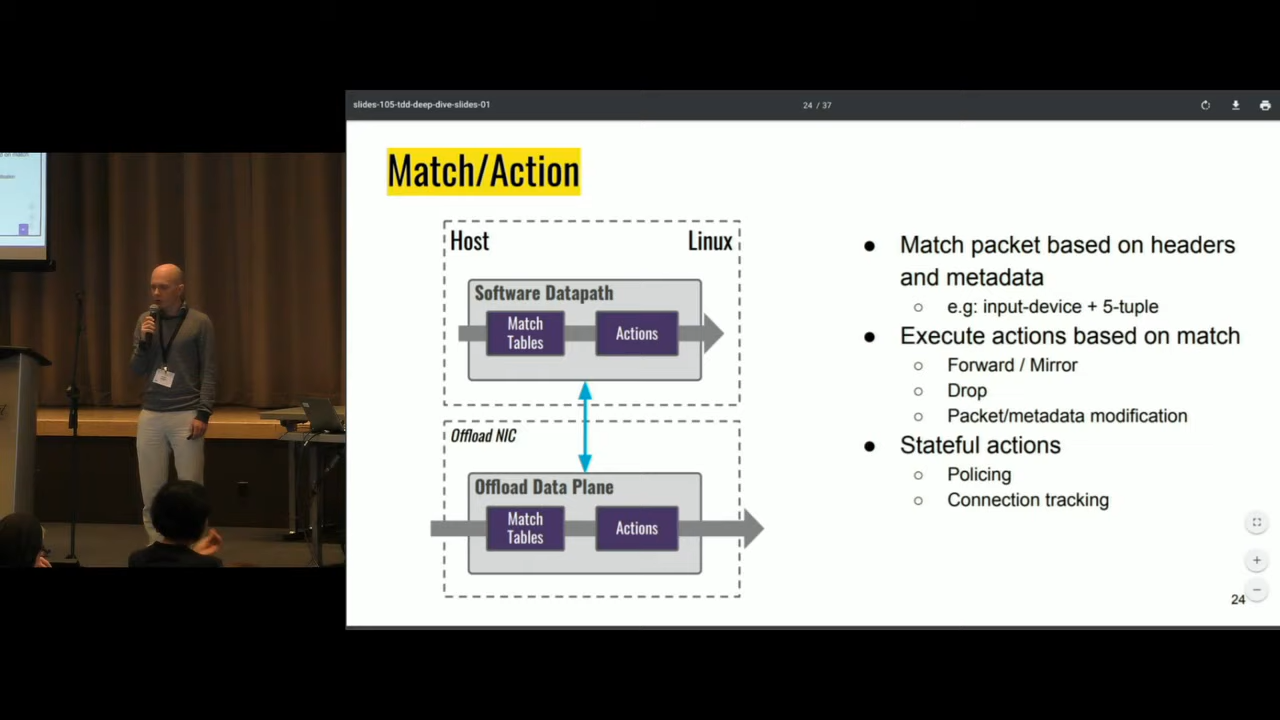 slides-105-tdd-deep-dive-slides-01
24 / 37
Match/Action
Host
Linux
Software Datapath
Match
Tables
Actions
Offload NIC
Offload Data Plane
Match
Tables
Actions
● Match packet based on headers
and metadata
○ e.g: input-device + 5-tuple
● Execute actions based on match
○ Forward / Mirror
○ Drop
○ Packet/metadata modification
● Stateful actions
○ Policing
○ Connection tracking
24